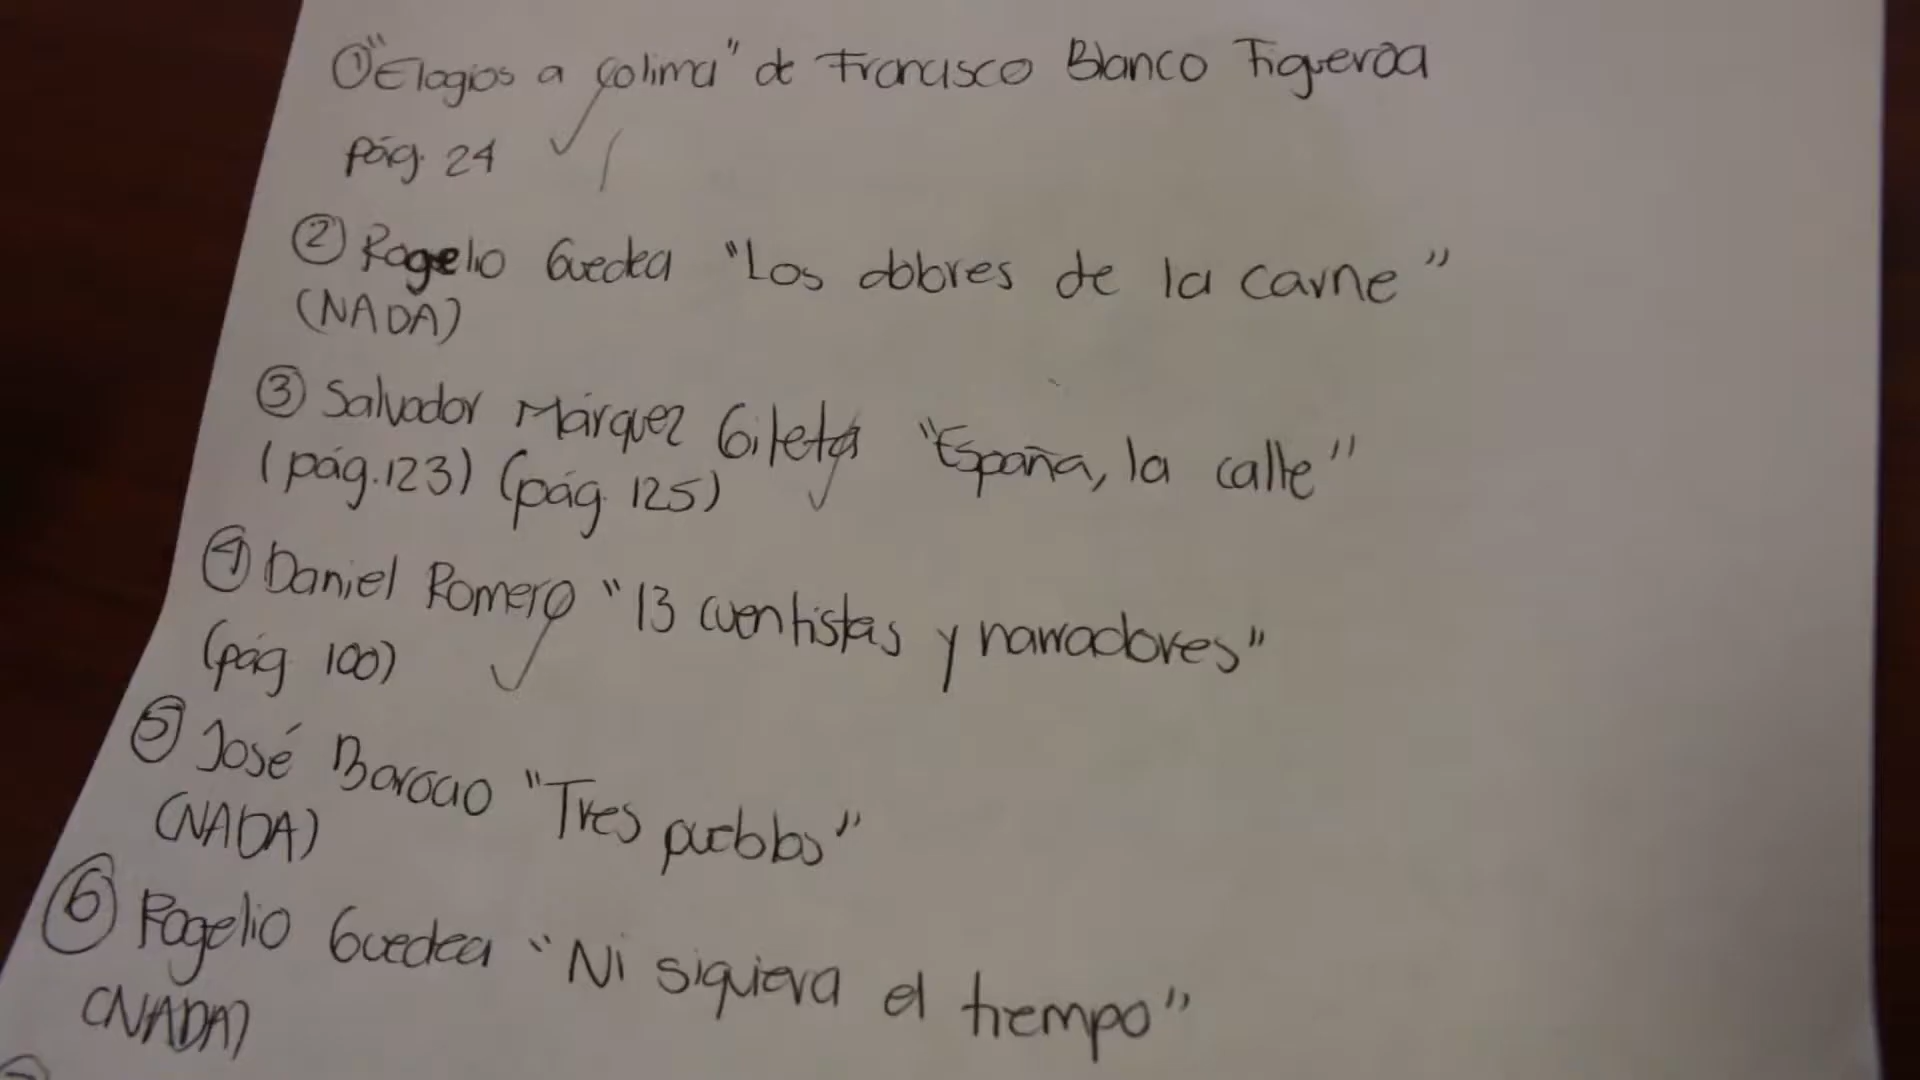 ① "Elogios a Colima" de Francisco Blanco Figueroa
pág. 24
② Rogelio Guedea "Los dolores de la carne"
(NADA)
③ Salvador Márquez Gileta "España, la calle"
(pág. 123) (pág. 125)
④ Daniel Romero "13 cuentistas y narradores"
(pág 100)
⑤ José Barocio "Tres pueblos"
(NADA)
⑥ Rogelio Guedea "Ni siquiera el tiempo"
(NADA)